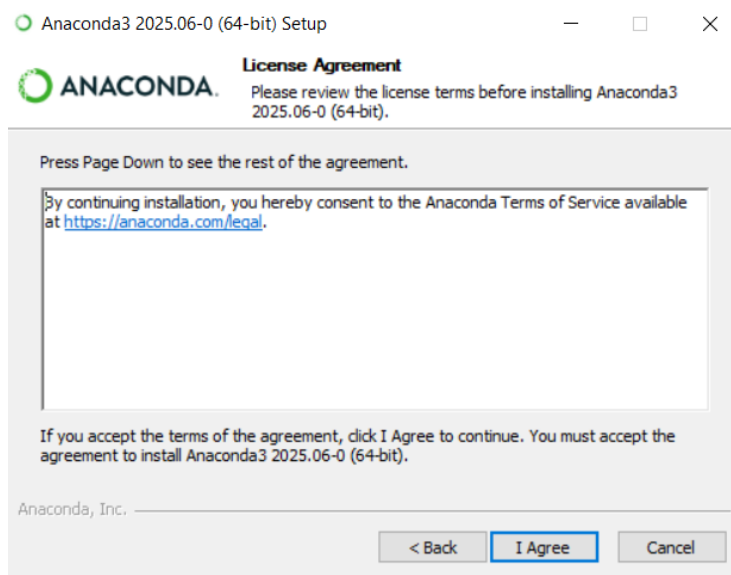 Anaconda3 2025.06-0 (64-bit) Setup
ANACONDA.
License Agreement
Please review the license terms before installing Anaconda3
2025.06-0 (64-bit).
Press Page Down to see the rest of the agreement.
By continuing installation, you hereby consent to the Anaconda Terms of Service available
at https://anaconda.com/legal.
If you accept the terms of the agreement, click I Agree to continue. You must accept the
agreement to install Anaconda3 2025.06-0 (64-bit).
Anaconda, Inc.
< Back I Agree Cancel